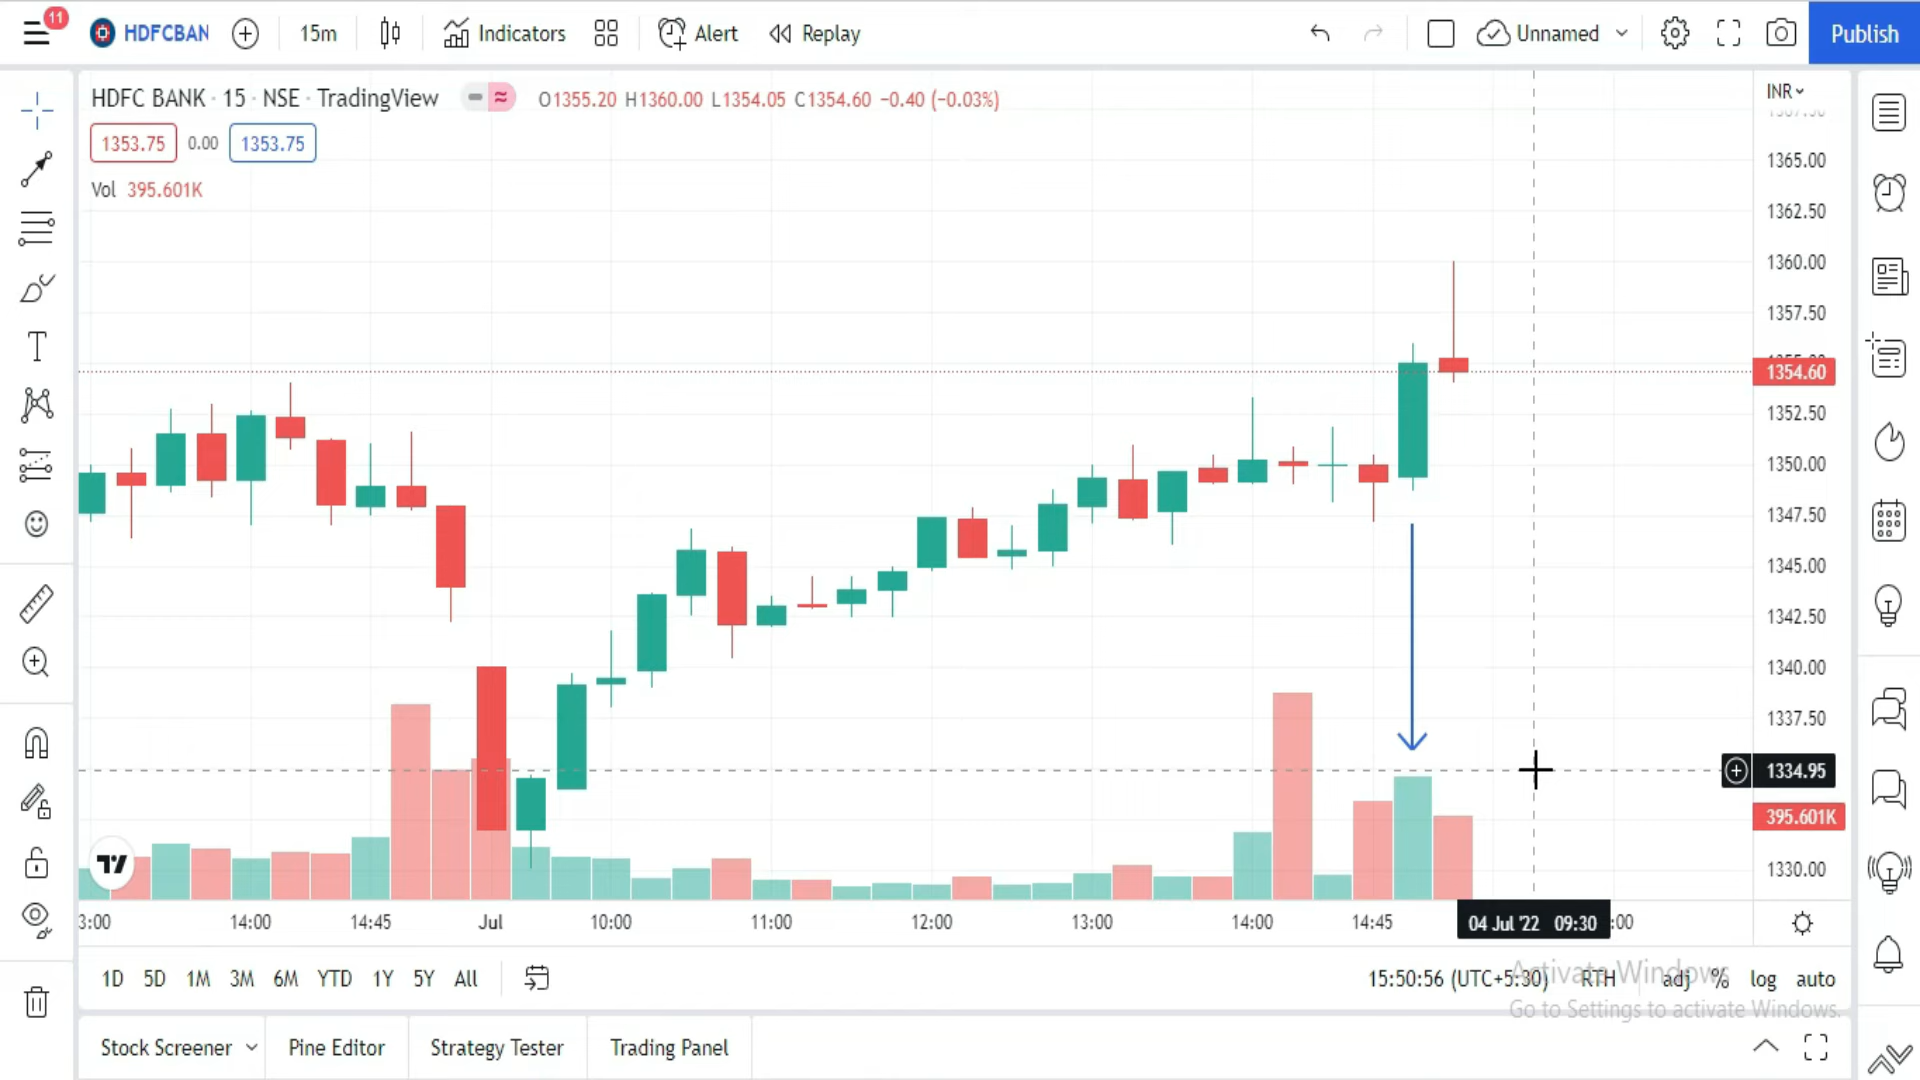 11
HDFCBAN
15m
Indicators
Alert
Replay
Unnamed
Publish
HDFC BANK · 15 · NSE · TradingView
O1355.20 H1360.00 L1354.05 C1354.60 −0.40 (−0.03%)
INR
1353.75
0.00
1353.75
Vol 395.601K
1365.00
1362.50
1360.00
1357.50
1354.60
1352.50
1350.00
1347.50
1345.00
1342.50
1340.00
1337.50
1334.95
395.601K
1330.00
3:00
14:00
14:45
Jul
10:00
11:00
12:00
13:00
14:00
14:45
04 Jul '22 09:30
:00
1D 5D 1M 3M 6M YTD 1Y 5Y All
15:50:56 (UTC+5:30)
RTH
adj
%
log
auto
Activate Windows
Go to Settings to activate Windows.
Stock Screener
Pine Editor
Strategy Tester
Trading Panel